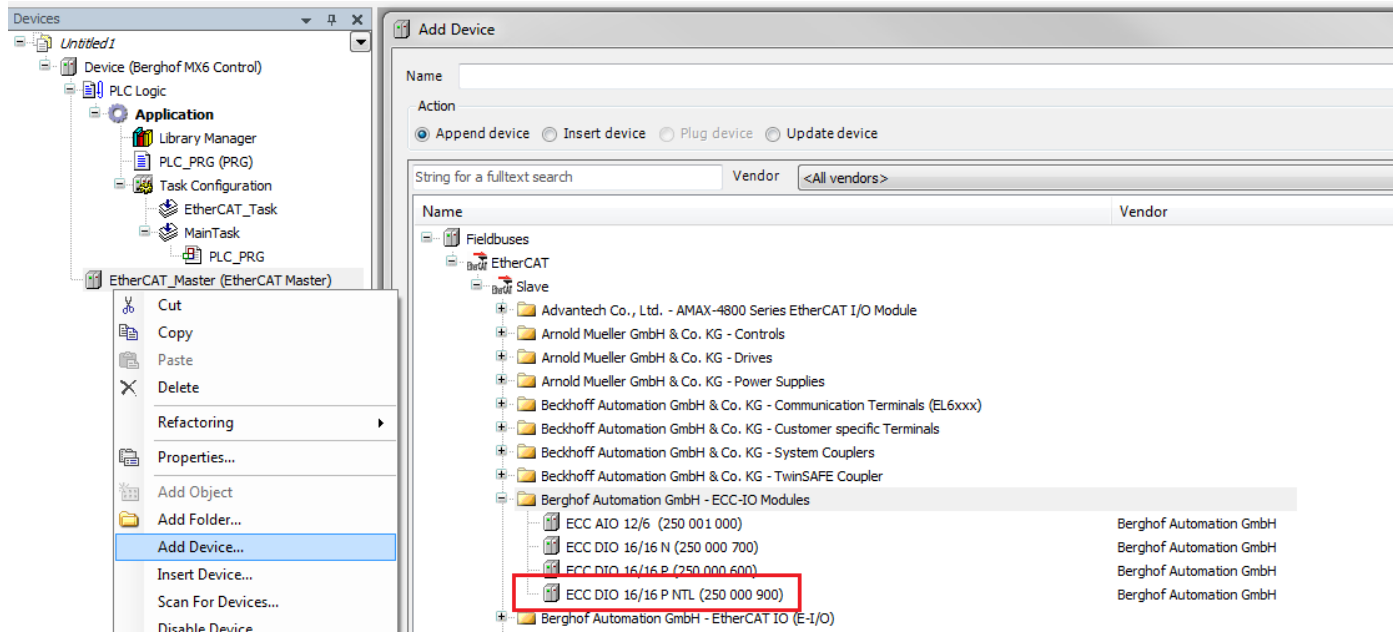 Devices
Untitled1
Device (Berghof MX6 Control)
PLC Logic
Application
Library Manager
PLC_PRG (PRG)
Task Configuration
EtherCAT_Task
MainTask
PLC_PRG
EtherCAT_Master (EtherCAT Master)
Cut
Copy
Paste
Delete
Refactoring
Properties...
Add Object
Add Folder...
Add Device...
Insert Device...
Scan For Devices...
Disable Device
Add Device
Name
Action
Append device Insert device Plug device Update device
String for a fulltext search Vendor <All vendors>
Name Vendor
Fieldbuses
EtherCAT
Slave
Advantech Co., Ltd. - AMAX-4800 Series EtherCAT I/O Module
Arnold Mueller GmbH & Co. KG - Controls
Arnold Mueller GmbH & Co. KG - Drives
Arnold Mueller GmbH & Co. KG - Power Supplies
Beckhoff Automation GmbH & Co. KG - Communication Terminals (EL6xxx)
Beckhoff Automation GmbH & Co. KG - Customer specific Terminals
Beckhoff Automation GmbH & Co. KG - System Couplers
Beckhoff Automation GmbH & Co. KG - TwinSAFE Coupler
Berghof Automation GmbH - ECC-IO Modules
ECC AIO 12/6 (250 001 000) Berghof Automation GmbH
ECC DIO 16/16 N (250 000 700) Berghof Automation GmbH
ECC DIO 16/16 P (250 000 600) Berghof Automation GmbH
ECC DIO 16/16 P NTL (250 000 900) Berghof Automation GmbH
Berghof Automation GmbH - EtherCAT IO (E-I/O)